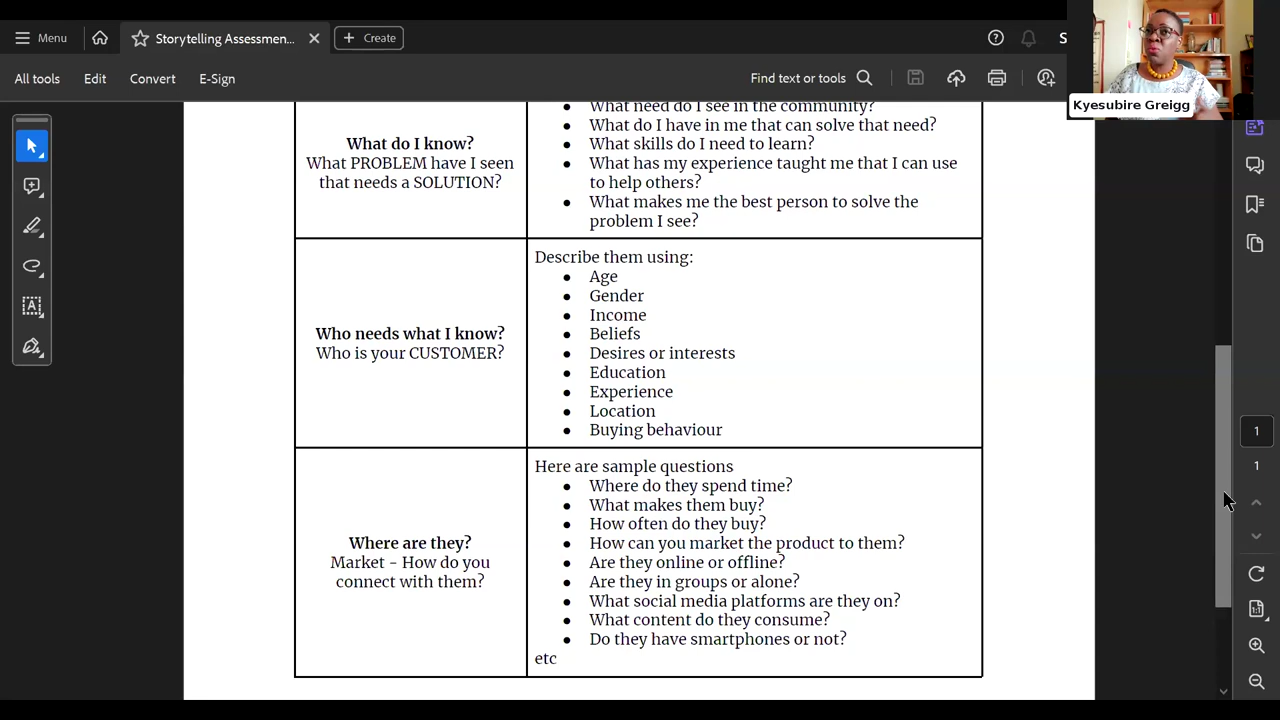 Menu
Storytelling Assessmen...
Create
S
All tools
Edit
Convert
E-Sign
Find text or tools
Kyesubire Greigg
What do I know?
What PROBLEM have I seen
that needs a SOLUTION?
What need do I see in the community?
What do I have in me that can solve that need?
What skills do I need to learn?
What has my experience taught me that I can use
to help others?
What makes me the best person to solve the
problem I see?
Who needs what I know?
Who is your CUSTOMER?
Describe them using:
Age
Gender
Income
Beliefs
Desires or interests
Education
Experience
Location
Buying behaviour
Where are they?
Market - How do you
connect with them?
Here are sample questions
Where do they spend time?
What makes them buy?
How often do they buy?
How can you market the product to them?
Are they online or offline?
Are they in groups or alone?
What social media platforms are they on?
What content do they consume?
Do they have smartphones or not?
etc
1
1